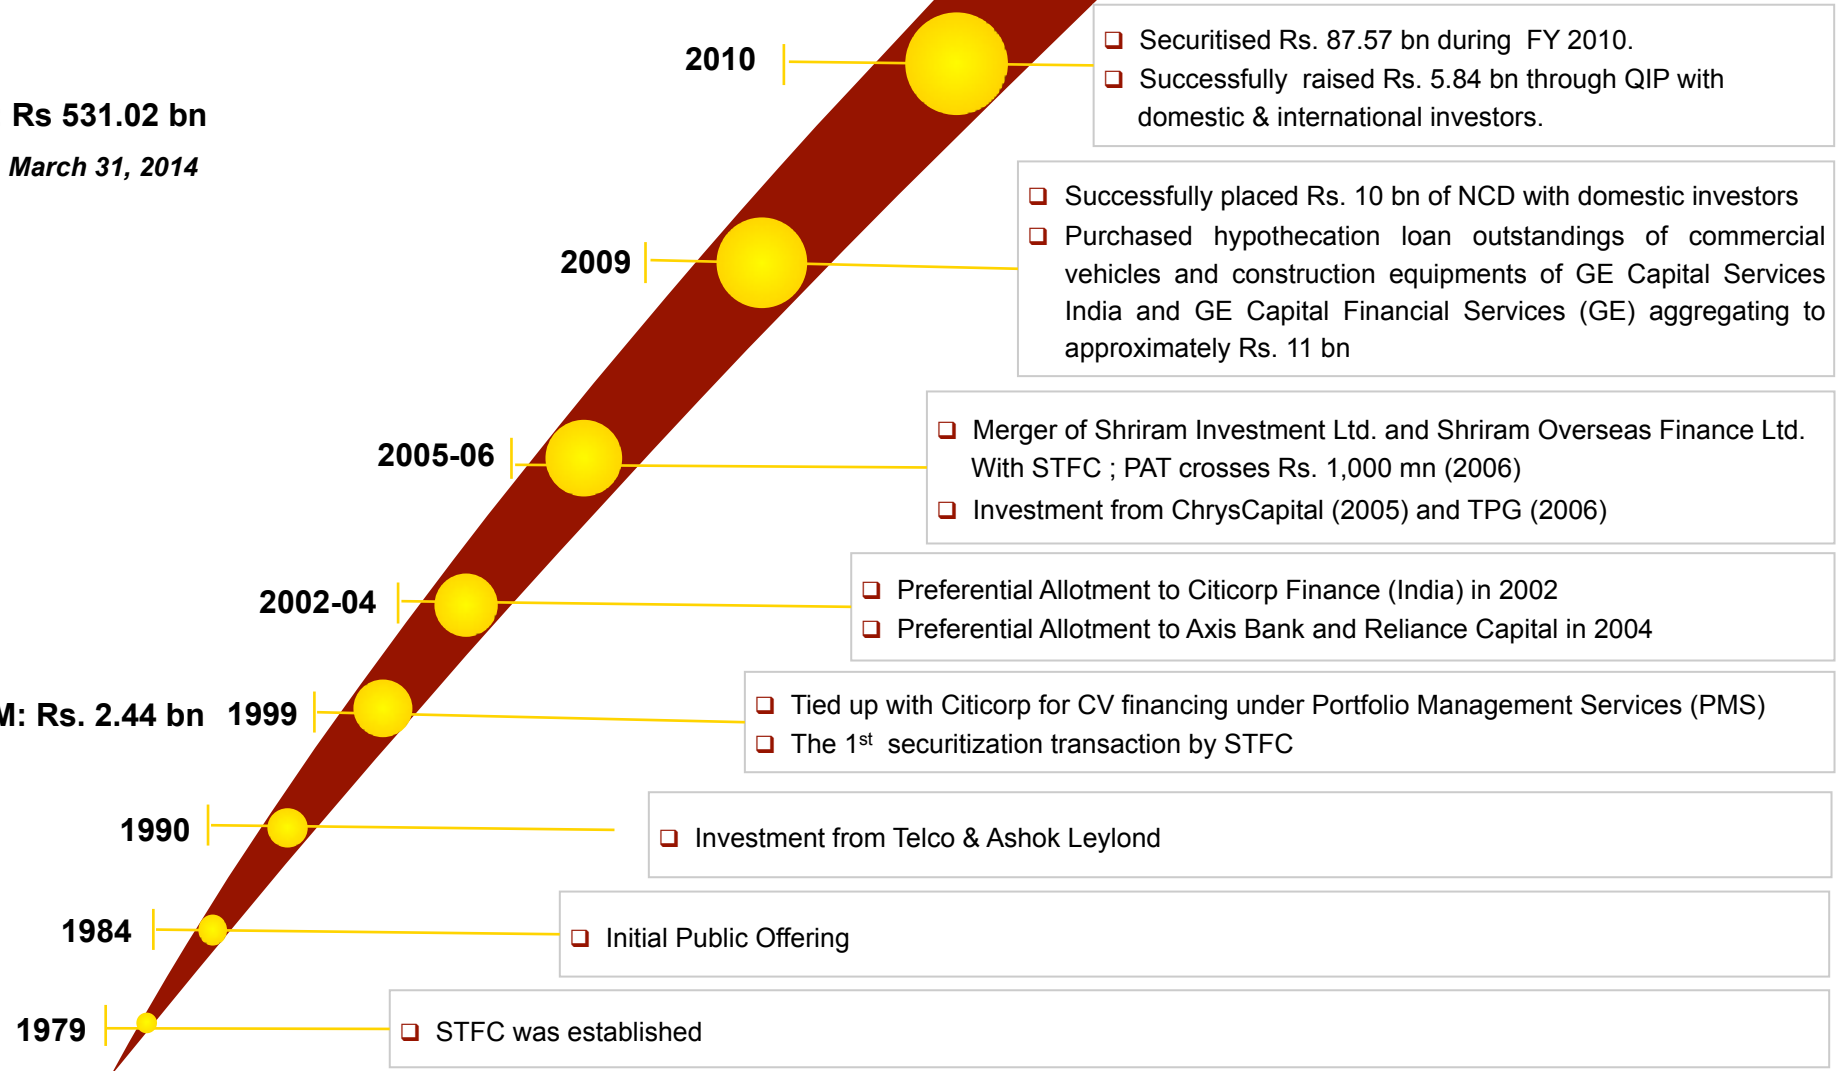 2010
Securitised Rs. 87.57 bn during FY 2010.
Successfully raised Rs. 5.84 bn through QIP with
domestic & international investors.
Rs 531.02 bn
March 31, 2014
2009
Successfully placed Rs. 10 bn of NCD with domestic investors
Purchased hypothecation loan outstandings of commercial
vehicles and construction equipments of GE Capital Services
India and GE Capital Financial Services (GE) aggregating to
approximately Rs. 11 bn
2005-06
Merger of Shriram Investment Ltd. and Shriram Overseas Finance Ltd.
With STFC ; PAT crosses Rs. 1,000 mn (2006)
Investment from ChrysCapital (2005) and TPG (2006)
2002-04
Preferential Allotment to Citicorp Finance (India) in 2002
Preferential Allotment to Axis Bank and Reliance Capital in 2004
M: Rs. 2.44 bn 1999
Tied up with Citicorp for CV financing under Portfolio Management Services (PMS)
The 1st securitization transaction by STFC
1990
Investment from Telco & Ashok Leylond
1984
Initial Public Offering
1979
STFC was established